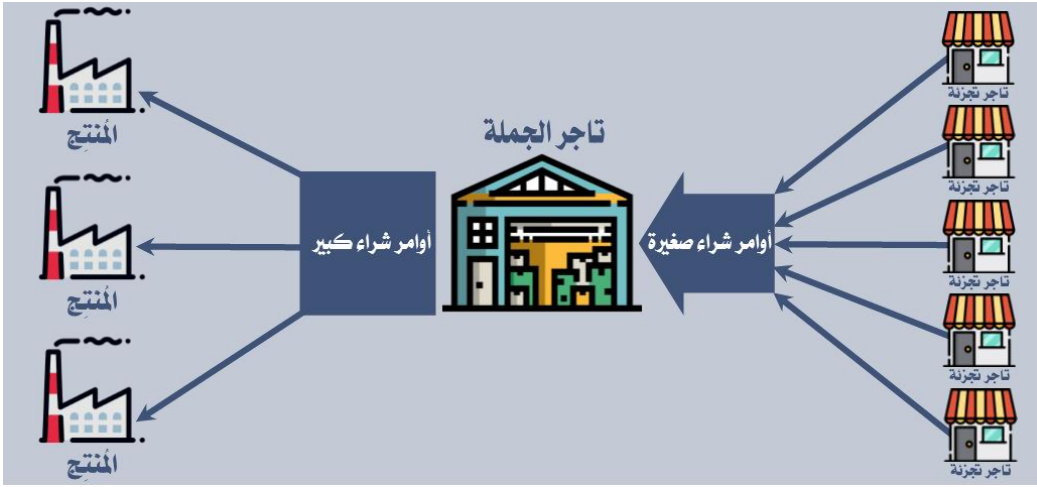 تاجر تجزئة
تاجر تجزئة
تاجر تجزئة
تاجر تجزئة
تاجر تجزئة
أوامر شراء صغيرة
تاجر الجملة
أوامر شراء كبير
المُنتِج
المُنتِج
المُنتِج